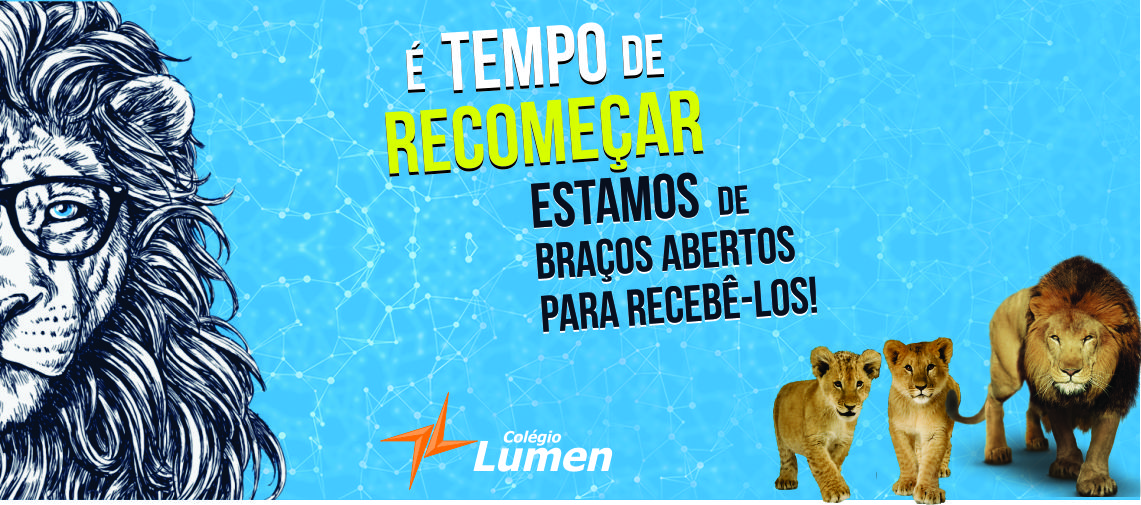 É TEMPO DE
RECOMEÇAR
ESTAMOS DE
BRAÇOS ABERTOS
PARA RECEBÊ-LOS!
Colégio
Lumen